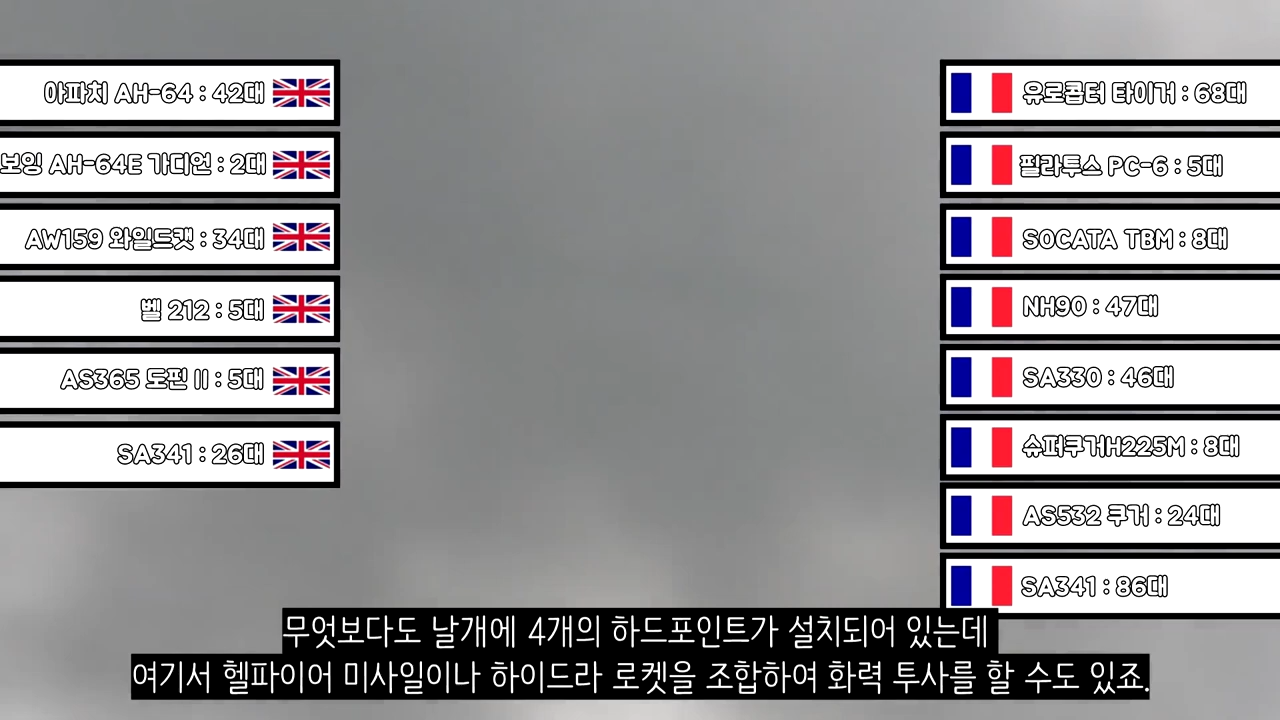 아파치 AH-64 : 42대
보잉 AH-64E 가디언 : 2대
AW159 와일드캣 : 34대
벨 212 : 5대
AS365 도핀 II : 5대
SA341 : 26대
유로콥터 타이거 : 68대
필라투스 PC-6 : 5대
SOCATA TBM : 8대
NH90 : 47대
SA330 : 46대
슈퍼쿠거H225M : 8대
AS532 쿠거 : 24대
SA341 : 86대
무엇보다도 날개에 4개의 하드포인트가 설치되어 있는데
여기서 헬파이어 미사일이나 하이드라 로켓을 조합하여 화력 투사를 할 수도 있죠.